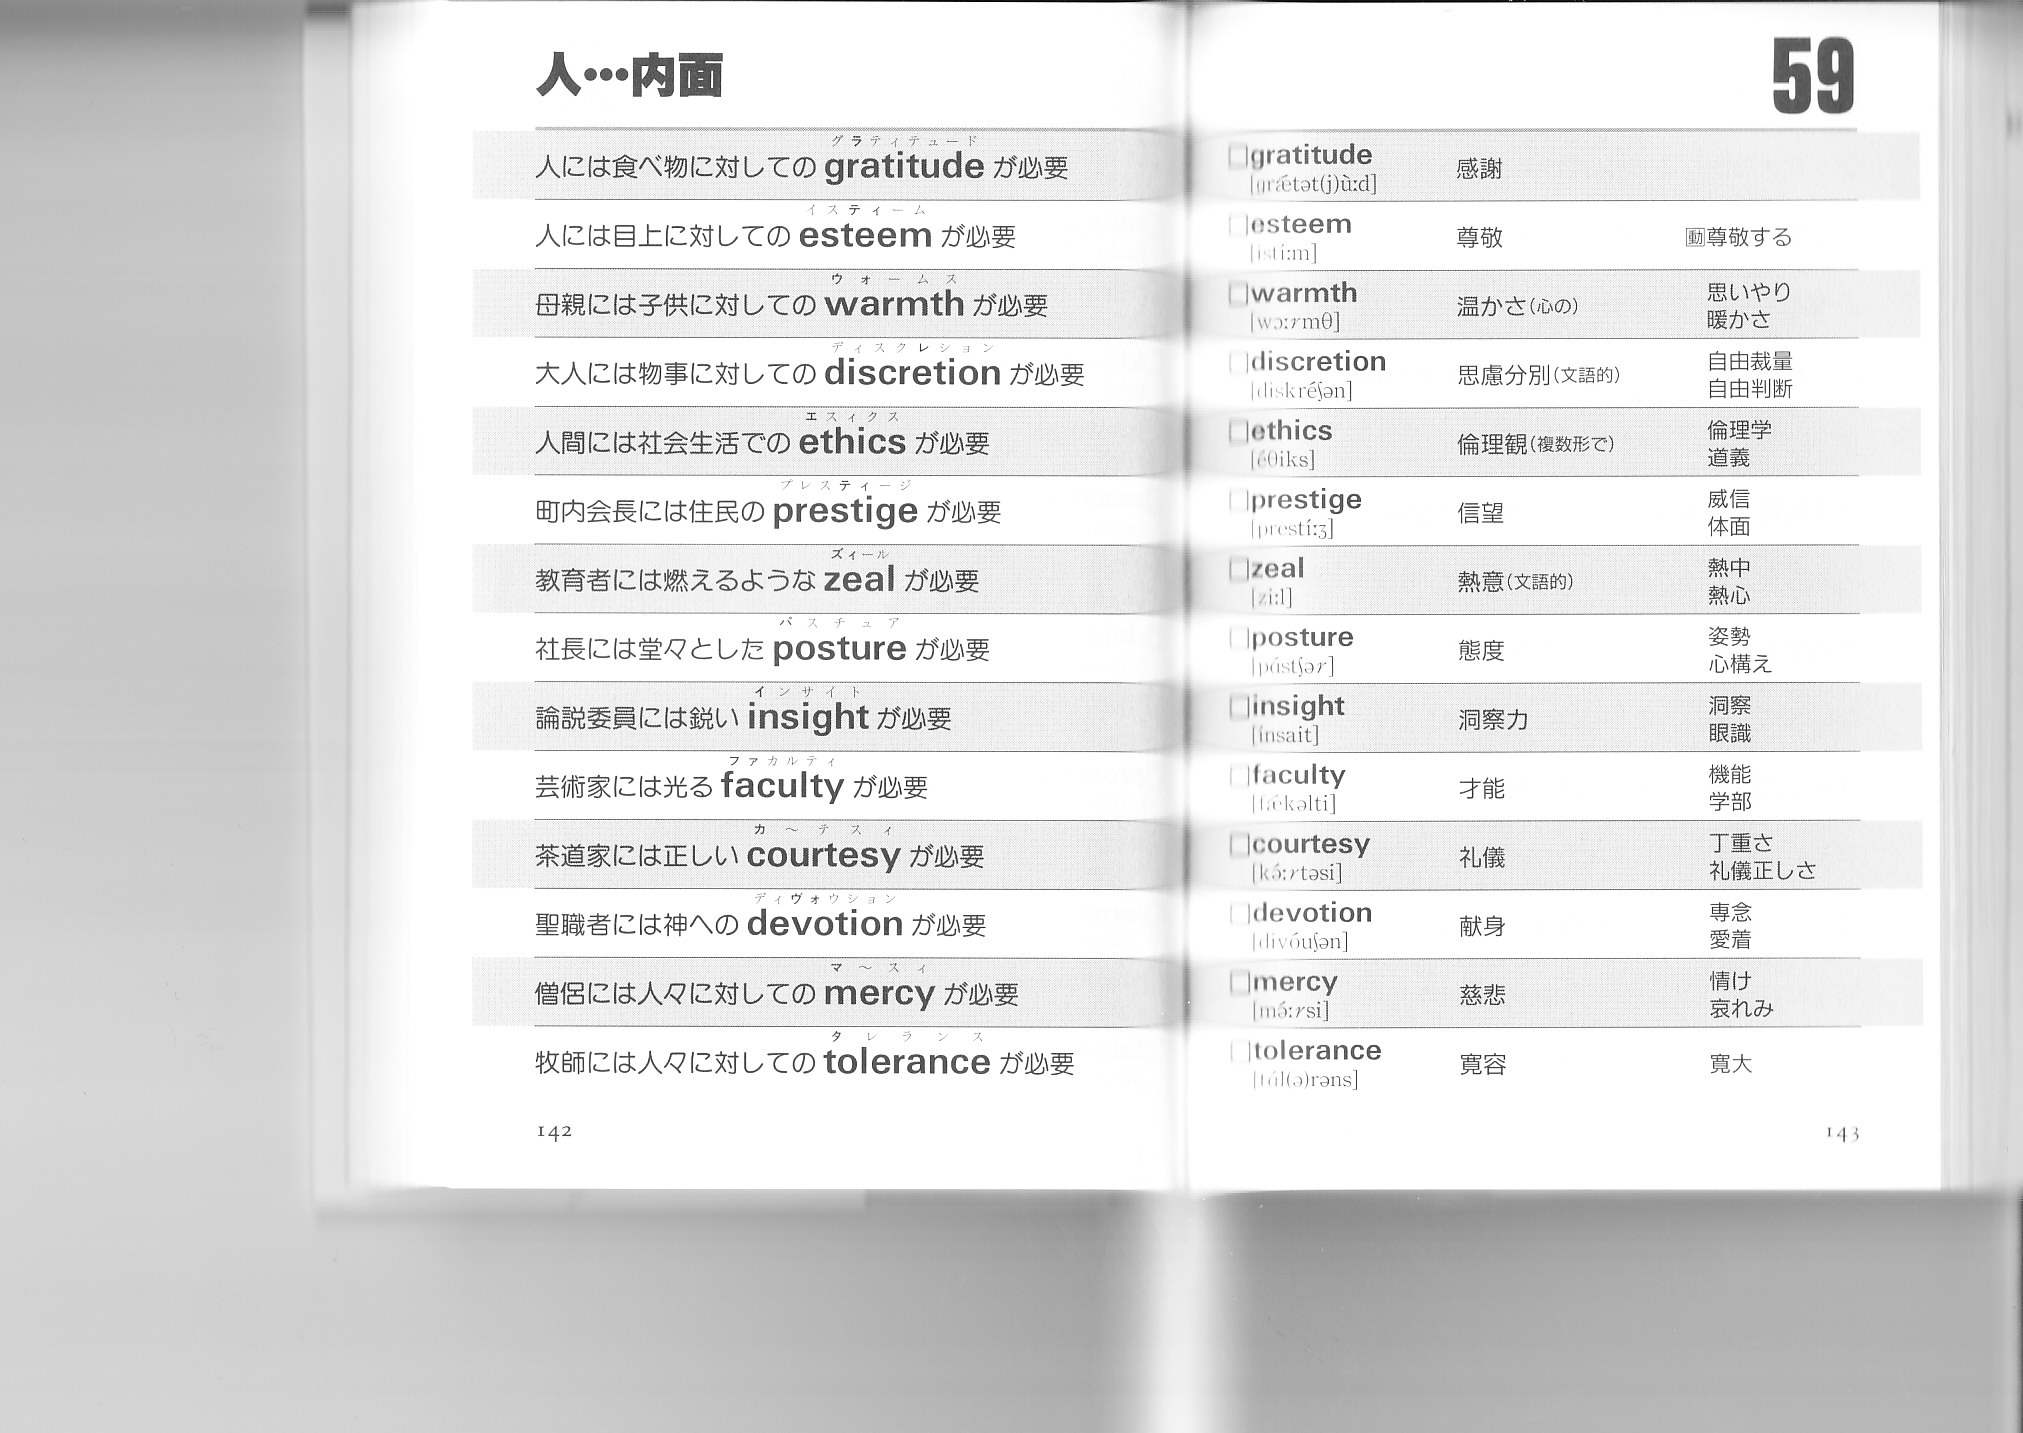 人…内面
グラティテュード
人には食べ物に対しての gratitude が必要
イスティーム
人には目上に対しての esteem が必要
ウォームス
母親には子供に対しての warmth が必要
ディスクレション
大人には物事に対しての discretion が必要
エスィクス
人間には社会生活での ethics が必要
プレスティージ
町内会長には住民の prestige が必要
ズィール
教育者には燃えるような zeal が必要
パスチュア
社長には堂々とした posture が必要
インサイト
論説委員には鋭い insight が必要
ファカルティ
芸術家には光る faculty が必要
カ〜テスィ
茶道家には正しい courtesy が必要
ディヴォウション
聖職者には神への devotion が必要
マ〜スィ
僧侶には人々に対しての mercy が必要
タレランス
牧師には人々に対しての tolerance が必要
142
59
□gratitude 感謝
[grǽtət(j)ùːd]
□esteem 尊敬 動尊敬する
[istíːm]
□warmth 温かさ(心の) 思いやり
[wɔːrmθ] 暖かさ
□discretion 思慮分別(文語的) 自由裁量
[diskréʃən] 自由判断
□ethics 倫理観(複数形で) 倫理学
[éθiks] 道義
□prestige 信望 威信
[prestíːʒ] 体面
□zeal 熱意(文語的) 熱中
[ziːl] 熱心
□posture 態度 姿勢
[pɑ́stʃər] 心構え
□insight 洞察力 洞察
[ínsait] 眼識
□faculty 才能 機能
[fǽkəlti] 学部
□courtesy 礼儀 丁重さ
[kə́ːrtəsi] 礼儀正しさ
□devotion 献身 専念
[divóuʃən] 愛着
□mercy 慈悲 情け
[mə́ːrsi] 哀れみ
□tolerance 寛容 寛大
[tɑ́l(ə)rəns]
143